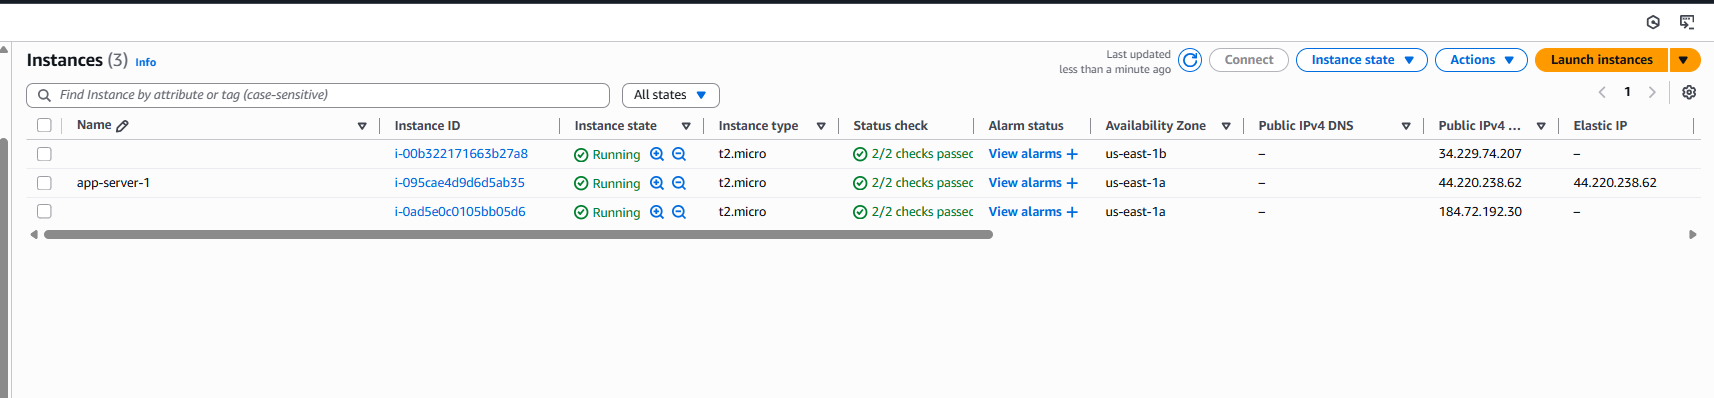 Instances (3) Info
Last updated
less than a minute ago
Connect
Instance state
Actions
Launch instances
Find Instance by attribute or tag (case-sensitive)
All states
1
Name Instance ID Instance state Instance type Status check Alarm status Availability Zone Public IPv4 DNS Public IPv4 ... Elastic IP
i-00b322171663b27a8 Running t2.micro 2/2 checks passed View alarms + us-east-1b – 34.229.74.207 –
app-server-1 i-095cae4d9d6d5ab35 Running t2.micro 2/2 checks passed View alarms + us-east-1a – 44.220.238.62 44.220.238.62
i-0ad5e0c0105bb05d6 Running t2.micro 2/2 checks passed View alarms + us-east-1a – 184.72.192.30 –